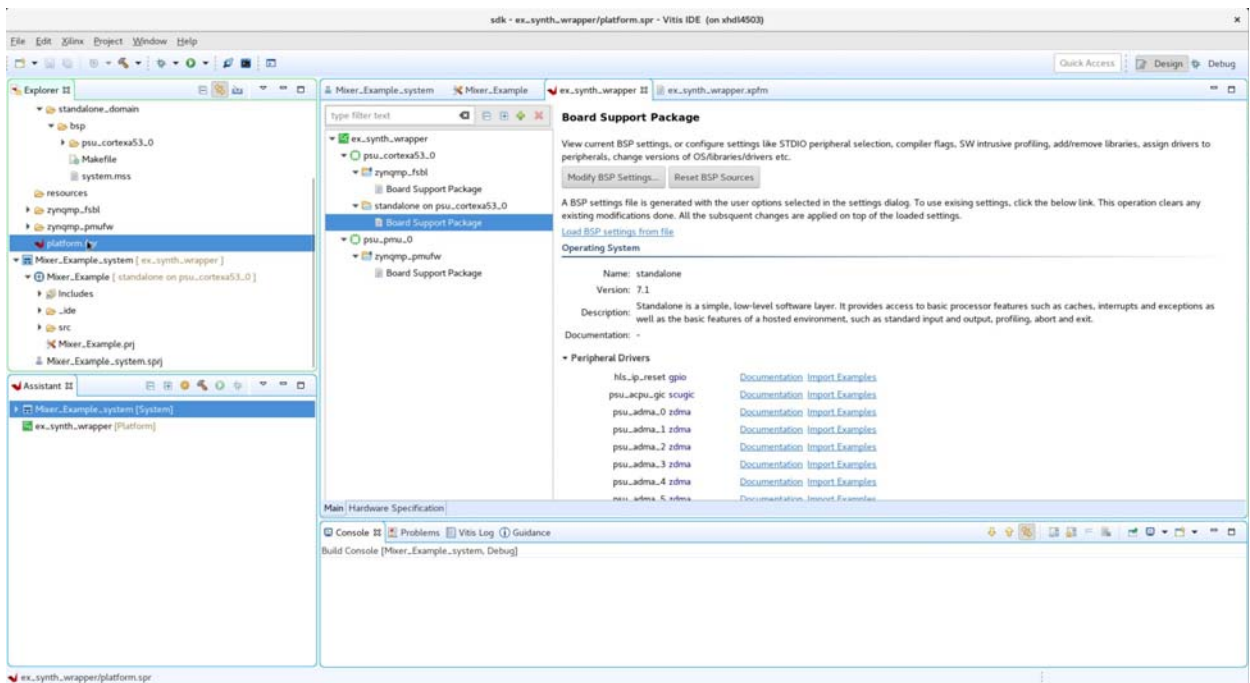 sdk - ex_synth_wrapper/platform.spr - Vitis IDE (on xhdl4503)
File Edit Xilinx Project Window Help
Quick Access Design Debug
Explorer
standalone_domain
bsp
psu_cortexa53_0
Makefile
system.mss
resources
zynqmp_fsbl
zynqmp_pmufw
platform.
Mixer_Example_system [ ex_synth_wrapper ]
Mixer_Example [ standalone on psu_cortexa53_0 ]
Includes
_ide
src
Mixer_Example.prj
Mixer_Example_system.sprj
Assistant
Mixer_Example_system [System]
ex_synth_wrapper [Platform]
Mixer_Example_system Mixer_Example ex_synth_wrapper ex_synth_wrapper.xpfm
type filter text
ex_synth_wrapper
psu_cortexa53_0
zynqmp_fsbl
Board Support Package
standalone on psu_cortexa53_0
Board Support Package
psu_pmu_0
zynqmp_pmufw
Board Support Package
Board Support Package
View current BSP settings, or configure settings like STDIO peripheral selection, compiler flags, SW intrusive profiling, add/remove libraries, assign drivers to
peripherals, change versions of OS/libraries/drivers etc.
Modify BSP Settings... Reset BSP Sources
A BSP settings file is generated with the user options selected in the settings dialog. To use exising settings, click the below link. This operation clears any
existing modifications done. All the subsquent changes are applied on top of the loaded settings.
Load BSP settings from file
Operating System
Name: standalone
Version: 7.1
Description: Standalone is a simple, low-level software layer. It provides access to basic processor features such as caches, interrupts and exceptions as
well as the basic features of a hosted environment, such as standard input and output, profiling, abort and exit.
Documentation: -
Peripheral Drivers
hls_ip_reset gpio Documentation Import Examples
psu_acpu_gic scugic Documentation Import Examples
psu_adma_0 zdma Documentation Import Examples
psu_adma_1 zdma Documentation Import Examples
psu_adma_2 zdma Documentation Import Examples
psu_adma_3 zdma Documentation Import Examples
psu_adma_4 zdma Documentation Import Examples
psu_adma_5 zdma Documentation Import Examples
Main Hardware Specification
Console Problems Vitis Log Guidance
Build Console [Mixer_Example_system, Debug]
ex_synth_wrapper/platform.spr